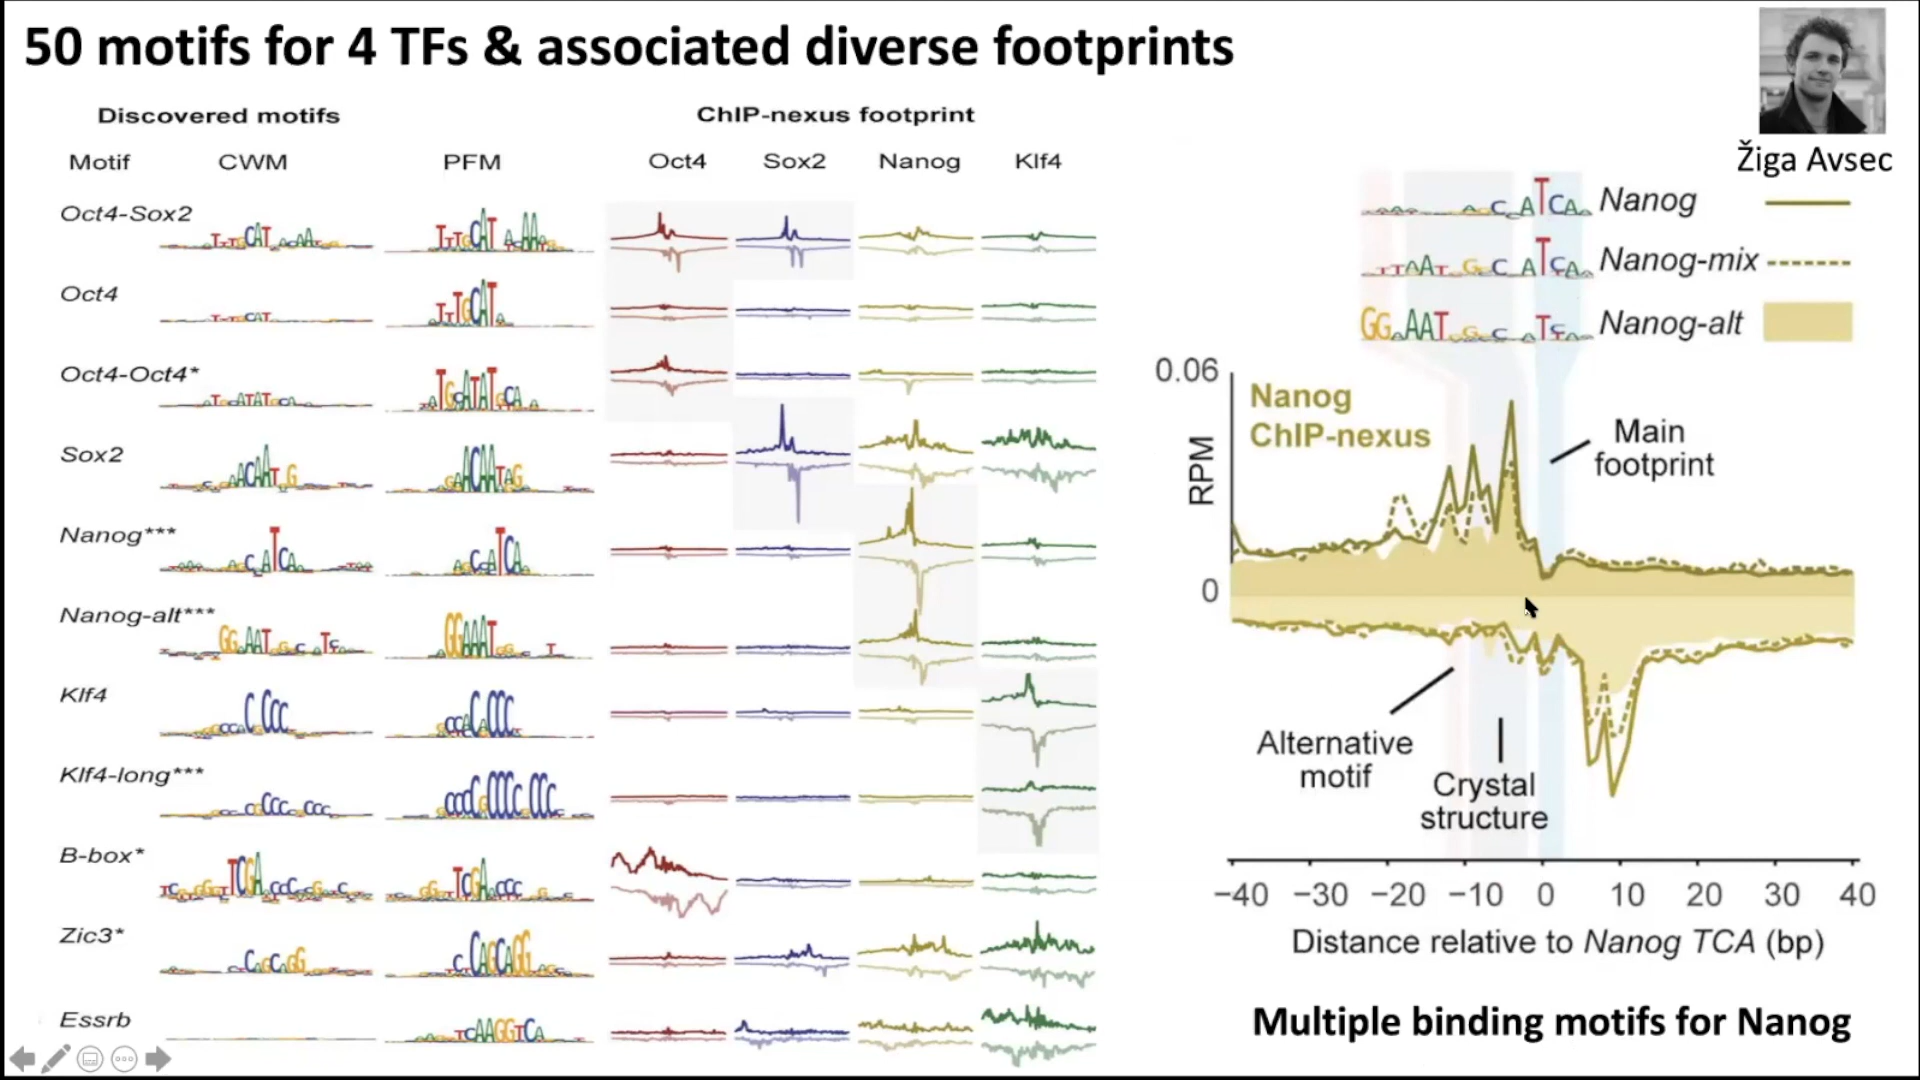 50 motifs for 4 TFs & associated diverse footprints
Žiga Avsec
Discovered motifs
ChIP-nexus footprint
Motif CWM PFM Oct4 Sox2 Nanog Klf4
Oct4-Sox2
Oct4
Oct4-Oct4*
Sox2
Nanog***
Nanog-alt***
Klf4
Klf4-long***
B-box*
Zic3*
Essrb
Nanog
Nanog-mix
Nanog-alt
0.06
0
RPM
Nanog
ChIP-nexus
Main
footprint
Alternative
motif
Crystal
structure
−40 −30 −20 −10 0 10 20 30 40
Distance relative to Nanog TCA (bp)
Multiple binding motifs for Nanog